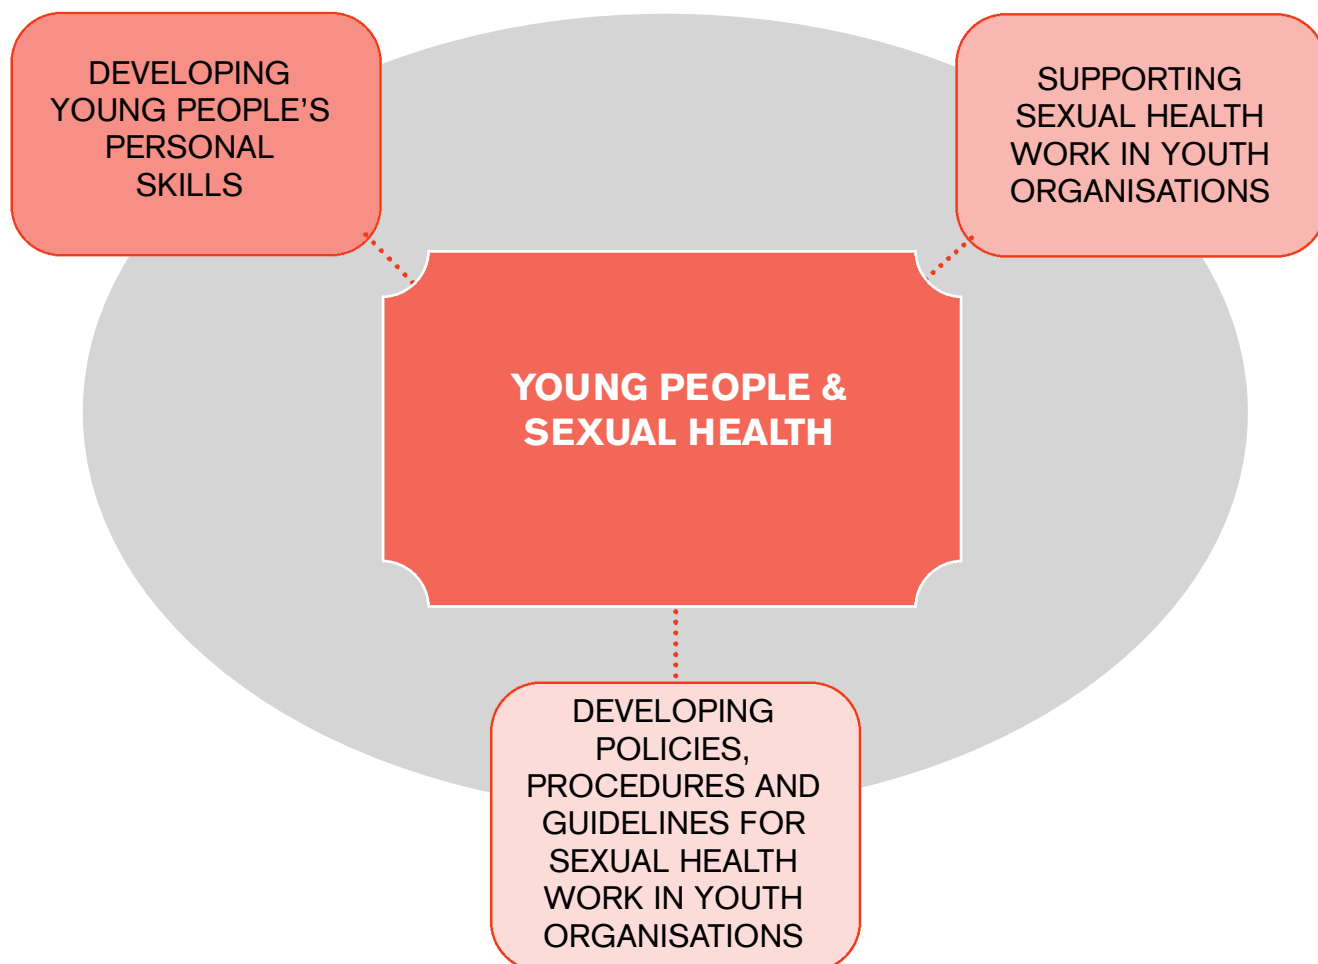 DEVELOPING
YOUNG PEOPLE’S
PERSONAL
SKILLS
SUPPORTING
SEXUAL HEALTH
WORK IN YOUTH
ORGANISATIONS
YOUNG PEOPLE &
SEXUAL HEALTH
DEVELOPING
POLICIES,
PROCEDURES AND
GUIDELINES FOR
SEXUAL HEALTH
WORK IN YOUTH
ORGANISATIONS